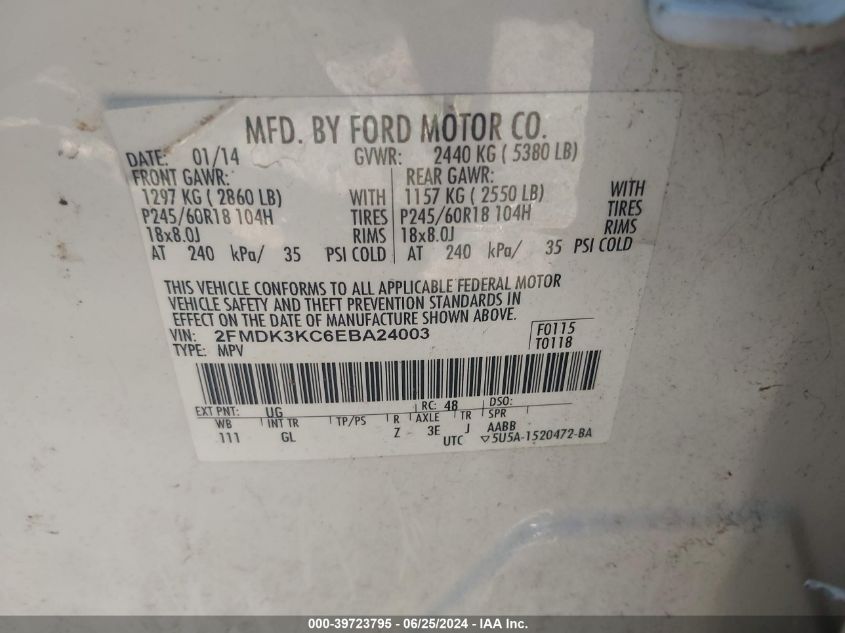 MFD. BY FORD MOTOR CO.
DATE: 01/14 GVWR: 2440 KG ( 5380 LB)
FRONT GAWR: REAR GAWR:
1297 KG ( 2860 LB) WITH 1157 KG ( 2550 LB) WITH
P245/60R18 104H TIRES P245/60R18 104H TIRES
18x8.0J RIMS 18x8.0J RIMS
AT 240 kPa/ 35 PSI COLD AT 240 kPa/ 35 PSI COLD
THIS VEHICLE CONFORMS TO ALL APPLICABLE FEDERAL MOTOR
VEHICLE SAFETY AND THEFT PREVENTION STANDARDS IN
EFFECT ON THE DATE OF MANUFACTURE SHOWN ABOVE.
VIN: 2FMDK3KC6EBA24003 F0115
TYPE: MPV T0118
EXT PNT: UG RC: 48 DSO:
WB INT TR TP/PS R AXLE TR SPR
111 GL Z 3E J AABB
UTC ▽5U5A-1520472-BA
000-39723795 - 06/25/2024 - IAA Inc.